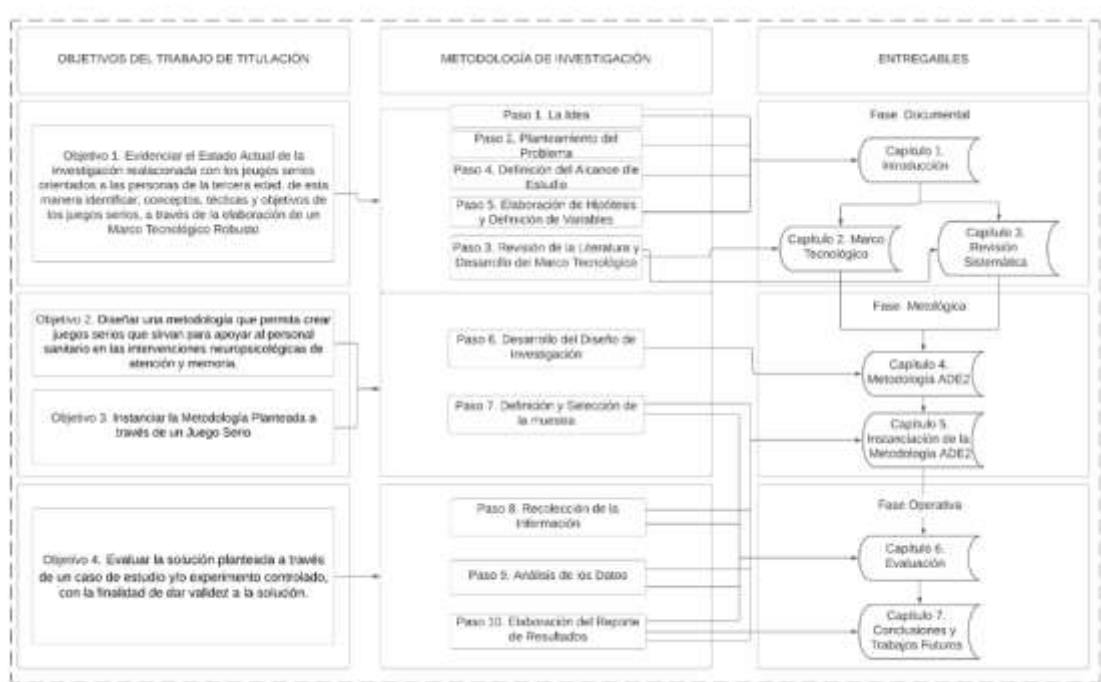 OBJETIVOS DEL TRABAJO DE TITULACIÓN
METODOLOGÍA DE INVESTIGACIÓN
ENTREGABLES
Objetivo 1. Evidenciar el Estado Actual de la
Investigación realacionada con los jeugos series
orientados a las personas de la tercera edad, de esta
manera identificar, conceptos, técticas y objetivos de
los juegos serios, a través de la elaboración de un
Marco Tecnológico Robusto
Paso 1. La Idea
Paso 2. Planteamiento del
Problema
Paso 4. Definición del Alcance die
Estudio
Paso 5. Elaboración de Hipótesis
y Definición de Variables
Paso 3. Revisión de la Literatura y
Desarrollo del Marco Tecnológico
Fase Documental
Capítulo 1.
Introducción
Capítulo 2. Marco
Tecnológico
Capítulo 3.
Revisión
Sistemática
Objetivo 2. Diseñar una metodología que permita crear
juegos serios que sirvan para apoyar al personal
sanitario en las intervenciones neuropsicológicas de
atención y memoria.
Objetivo 3. Instanciar la Metodología Planteada a
través de un Juego Serio
Paso 6. Desarrollo del Diseño de
Investigación
Paso 7. Definición y Selección de
la muestra
Fase Metológica
Capítulo 4.
Metodología ADE2
Capítulo 5.
Instanciación de la
Metodología ADE2
Objetivo 4. Evaluar la solución planteada a través
de un caso de estudio y/o experimento controlado,
con la finalidad de dar validez a la solución.
Paso 8. Recolección de la
Información
Paso 9. Análisis de los Datos
Paso 10. Elaboración del Reporte
de Resultados
Fase Operativa
Capítulo 6.
Evaluación
Capítulo 7.
Conclusiones y
Trabajos Futuros